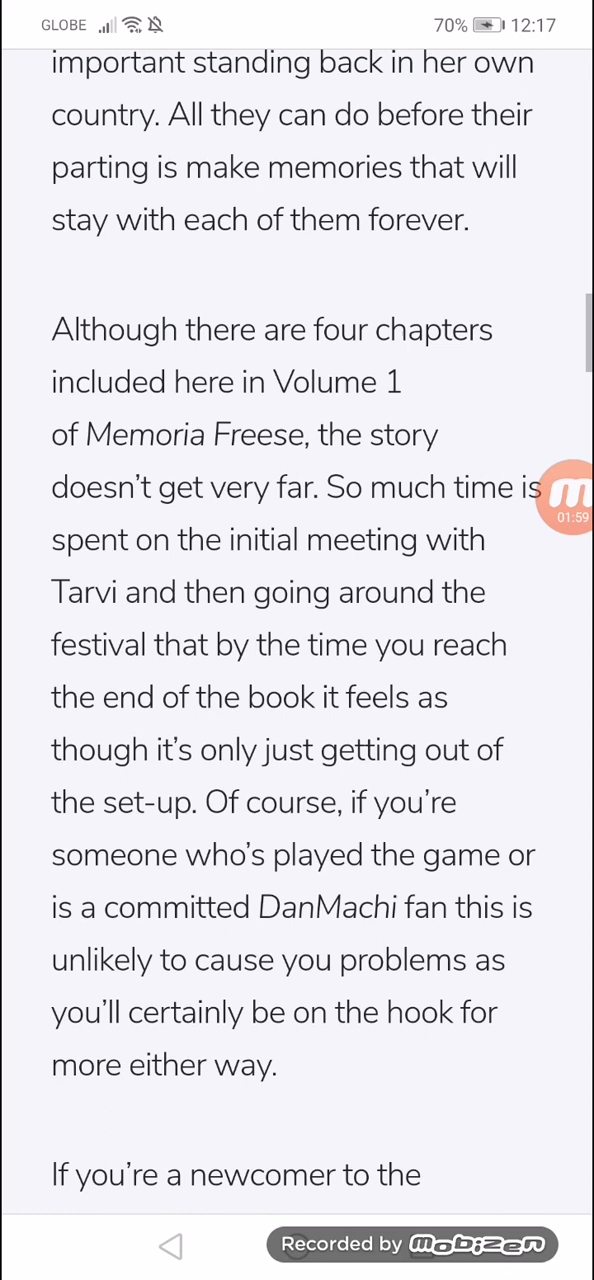 GLOBE 70% 12:17
important standing back in her own
country. All they can do before their
parting is make memories that will
stay with each of them forever.
Although there are four chapters
included here in Volume 1
of Memoria Freese, the story
doesn’t get very far. So much time is
spent on the initial meeting with
Tarvi and then going around the
festival that by the time you reach
the end of the book it feels as
though it’s only just getting out of
the set-up. Of course, if you’re
someone who’s played the game or
is a committed DanMachi fan this is
unlikely to cause you problems as
you’ll certainly be on the hook for
more either way.
If you’re a newcomer to the
m
01:59
Recorded by mobizen